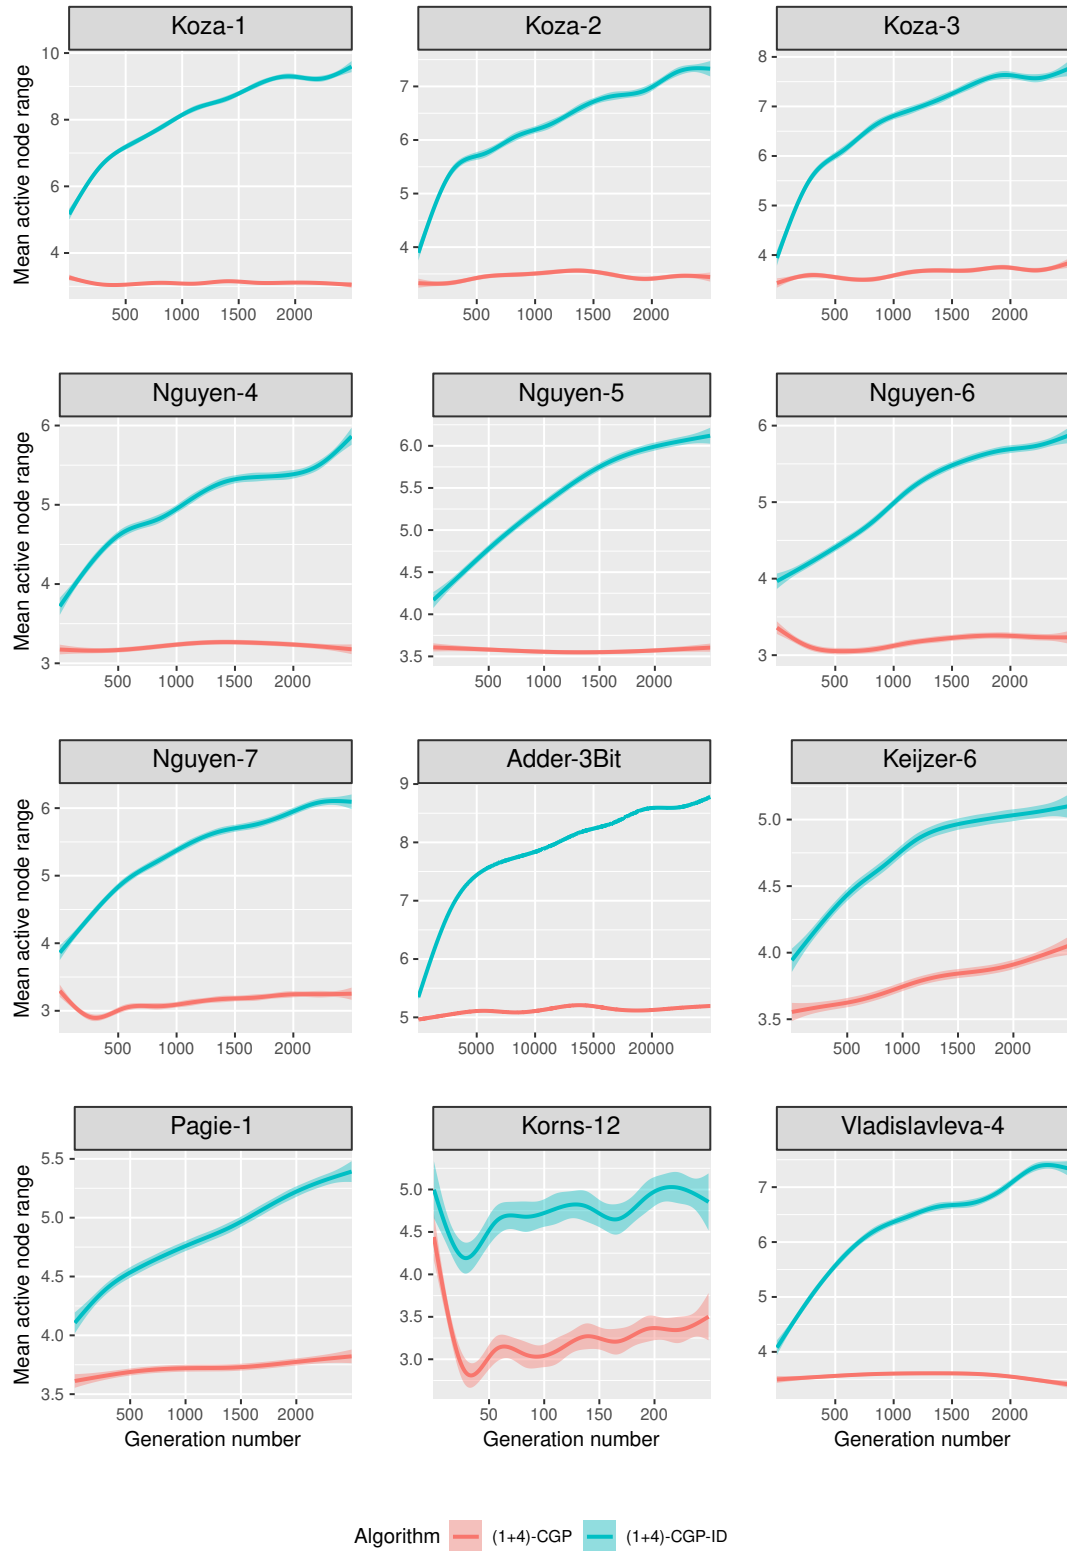 Koza-1
Koza-2
Koza-3
Mean active node range
10
8
6
4
500 1000 1500 2000
7
6
5
4
500 1000 1500 2000
8
7
6
5
4
500 1000 1500 2000
Nguyen-4
Nguyen-5
Nguyen-6
Mean active node range
6
5
4
3
500 1000 1500 2000
6.0
5.5
5.0
4.5
4.0
3.5
500 1000 1500 2000
6
5
4
3
500 1000 1500 2000
Nguyen-7
Adder-3Bit
Keijzer-6
Mean active node range
6
5
4
3
500 1000 1500 2000
9
8
7
6
5
5000 10000 15000 20000
5.0
4.5
4.0
3.5
500 1000 1500 2000
Pagie-1
Korns-12
Vladislavleva-4
Mean active node range
5.5
5.0
4.5
4.0
3.5
500 1000 1500 2000
Generation number
5.0
4.5
4.0
3.5
3.0
50 100 150 200
Generation number
7
6
5
4
500 1000 1500 2000
Generation number
Algorithm (1+4)-CGP (1+4)-CGP-ID